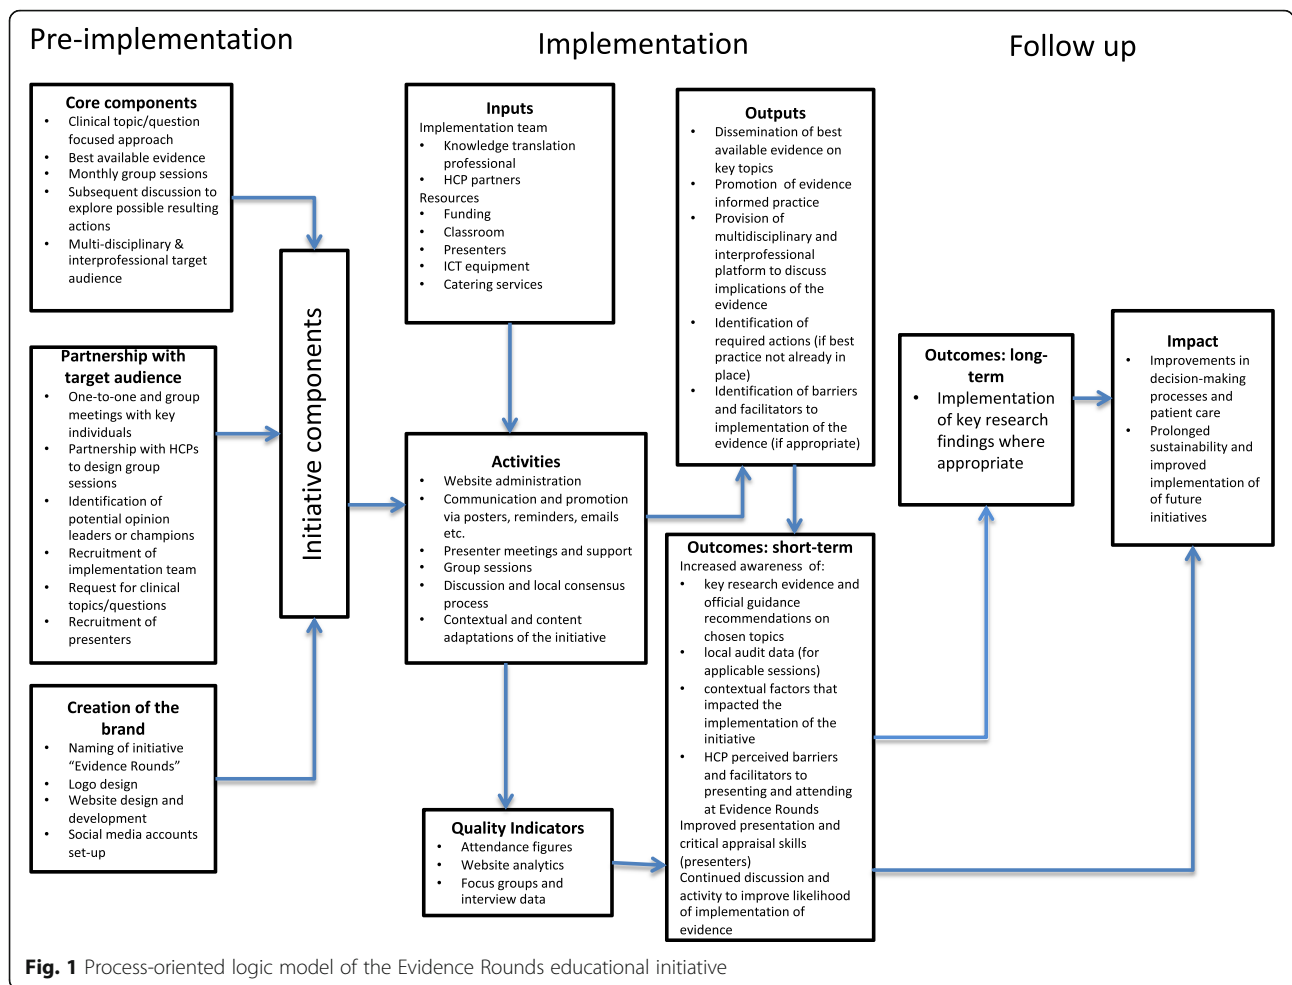 Pre-implementation
Implementation
Follow up
Core components
• Clinical topic/question
focused approach
• Best available evidence
• Monthly group sessions
• Subsequent discussion to
explore possible resulting
actions
• Multi-disciplinary &
interprofessional target
audience
Partnership with
target audience
• One-to-one and group
meetings with key
individuals
• Partnership with HCPs
to design group
sessions
• Identification of
potential opinion
leaders or champions
• Recruitment of
implementation team
• Request for clinical
topics/questions
• Recruitment of
presenters
Creation of the
brand
• Naming of initiative
“Evidence Rounds”
• Logo design
• Website design and
development
• Social media accounts
set-up
Initiative components
Inputs
Implementation team
• Knowledge translation
professional
• HCP partners
Resources
• Funding
• Classroom
• Presenters
• ICT equipment
• Catering services
Activities
• Website administration
• Communication and promotion
via posters, reminders, emails
etc.
• Presenter meetings and support
• Group sessions
• Discussion and local consensus
process
• Contextual and content
adaptations of the initiative
Quality Indicators
• Attendance figures
• Website analytics
• Focus groups and
interview data
Outputs
• Dissemination of best
available evidence on
key topics
• Promotion of evidence
informed practice
• Provision of
multidisciplinary and
interprofessional
platform to discuss
implications of the
evidence
• Identification of
required actions (if best
practice not already in
place)
• Identification of barriers
and facilitators to
implementation of the
evidence (if appropriate)
Outcomes: short-term
Increased awareness of:
• key research evidence and
official guidance
recommendations on
chosen topics
• local audit data (for
applicable sessions)
• contextual factors that
impacted the
implementation of the
initiative
• HCP perceived barriers
and facilitators to
presenting and attending
at Evidence Rounds
Improved presentation and
critical appraisal skills
(presenters)
Continued discussion and
activity to improve likelihood
of implementation of
evidence
Outcomes: long-
term
• Implementation
of key research
findings where
appropriate
Impact
• Improvements in
decision-making
processes and
patient care
• Prolonged
sustainability and
improved
implementation of
of future
initiatives
Fig. 1 Process-oriented logic model of the Evidence Rounds educational initiative